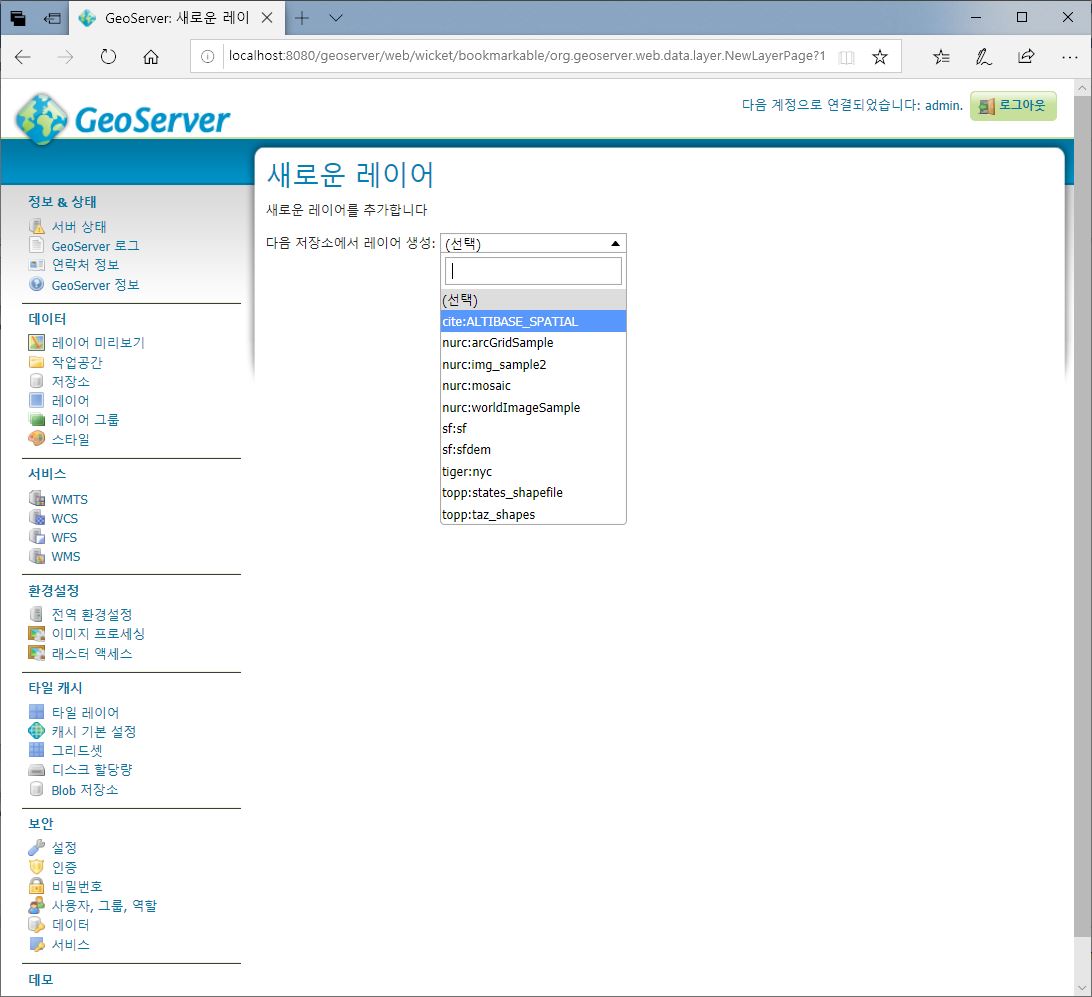 GeoServer: 새로운 레이
localhost:8080/geoserver/web/wicket/bookmarkable/org.geoserver.web.data.layer.NewLayerPage?1
GeoServer
다음 계정으로 연결되었습니다: admin.
로그아웃
정보 & 상태
서버 상태
GeoServer 로그
연락처 정보
GeoServer 정보
데이터
레이어 미리보기
작업공간
저장소
레이어
레이어 그룹
스타일
서비스
WMTS
WCS
WFS
WMS
환경설정
전역 환경설정
이미지 프로세싱
래스터 액세스
타일 캐시
타일 레이어
캐시 기본 설정
그리드셋
디스크 할당량
Blob 저장소
보안
설정
인증
비밀번호
사용자, 그룹, 역할
데이터
서비스
데모
새로운 레이어
새로운 레이어를 추가합니다
다음 저장소에서 레이어 생성: (선택)
(선택)
cite:ALTIBASE_SPATIAL
nurc:arcGridSample
nurc:img_sample2
nurc:mosaic
nurc:worldImageSample
sf:sf
sf:sfdem
tiger:nyc
topp:states_shapefile
topp:taz_shapes